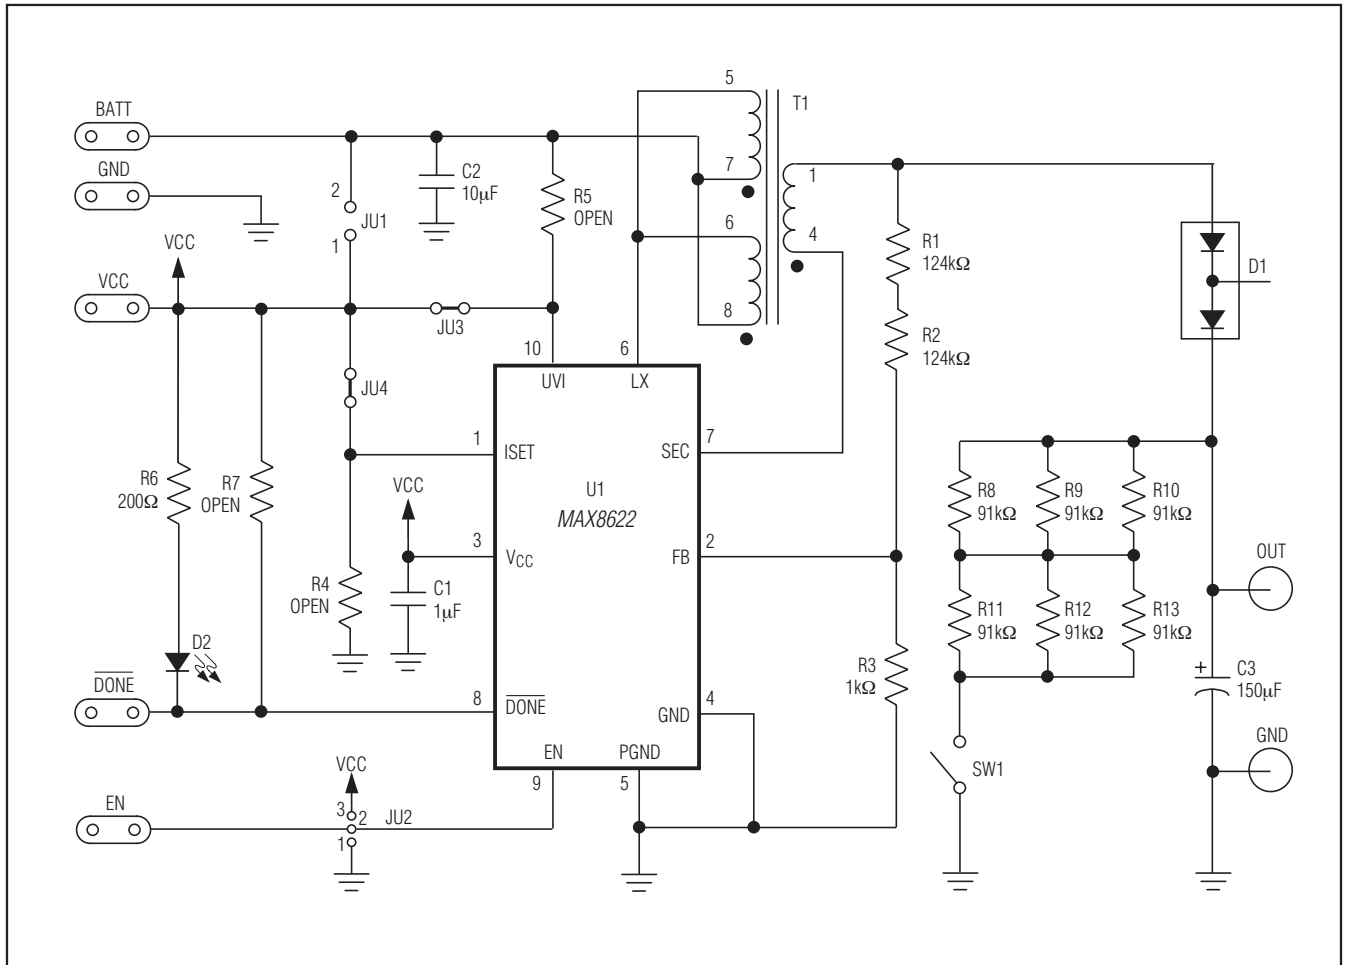 5
T1
BATT
7
1
GND
C2
10µF
R5
OPEN
2
JU1
1
6
4
VCC
R1
124kΩ
D1
VCC
8
JU3
R2
124kΩ
10
6
UVI
LX
JU4
1
ISET
7
SEC
R6
200Ω
R7
OPEN
VCC
U1
MAX8622
R8
91kΩ
R9
91kΩ
R10
91kΩ
3
VCC
2
FB
OUT
R4
OPEN
C1
1µF
R11
91kΩ
R12
91kΩ
R13
91kΩ
D2
R3
1kΩ
+
C3
150µF
DONE
8
DONE
4
GND
GND
EN
PGND
VCC
9
5
SW1
EN
3
2
1
JU2